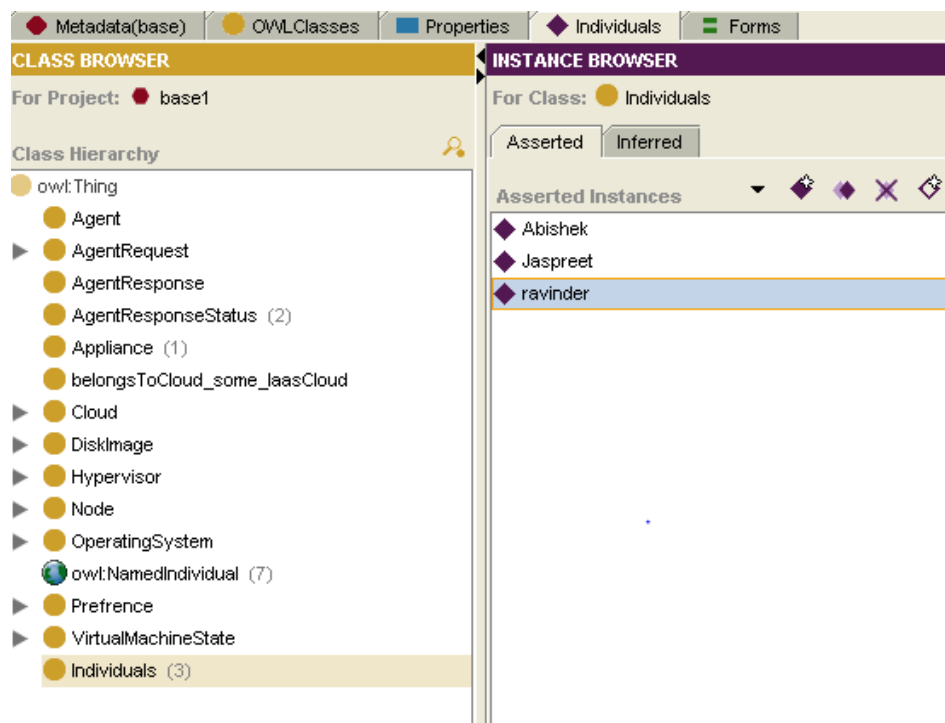 Metadata(base) OWLClasses Properties Individuals Forms
CLASS BROWSER
For Project: base1
Class Hierarchy
owl:Thing
Agent
AgentRequest
AgentResponse
AgentResponseStatus (2)
Appliance (1)
belongsToCloud_some_IaasCloud
Cloud
DiskImage
Hypervisor
Node
OperatingSystem
owl:NamedIndividual (7)
Prefrence
VirtualMachineState
Individuals (3)
INSTANCE BROWSER
For Class: Individuals
Asserted Inferred
Asserted Instances
Abishek
Jaspreet
ravinder